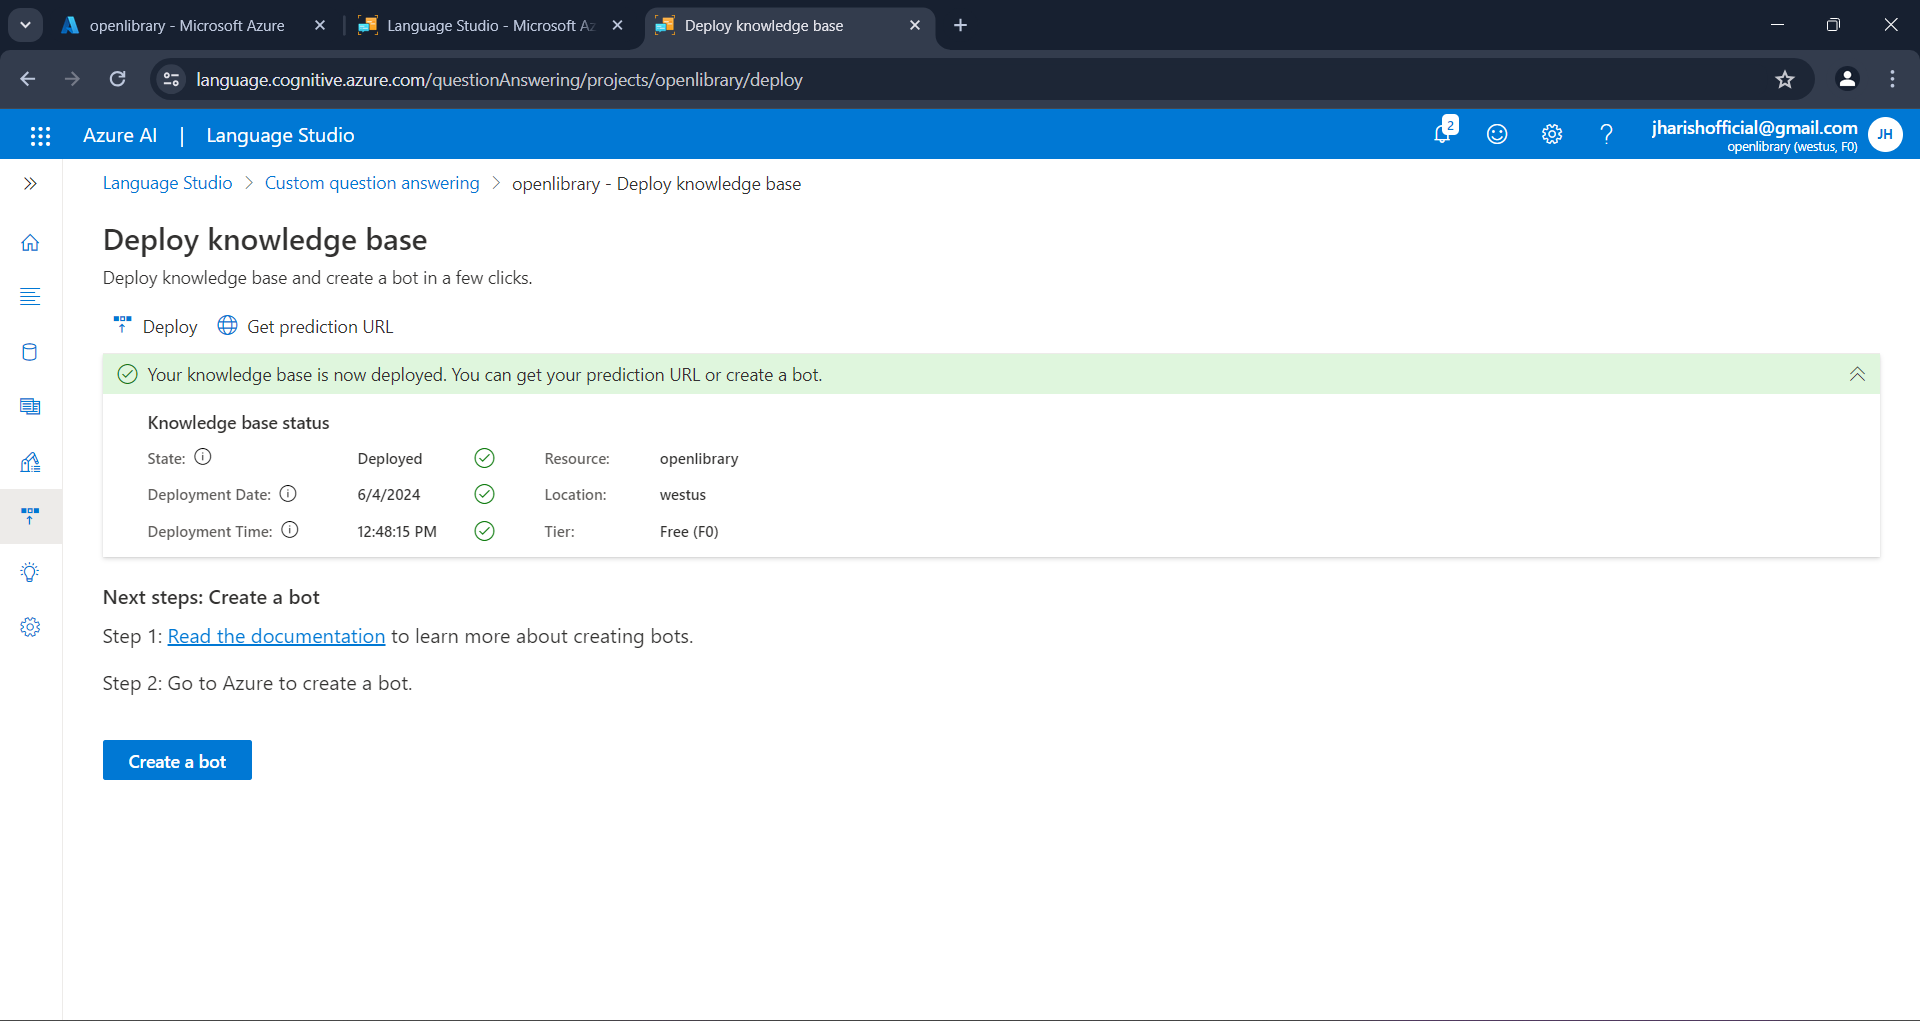 openlibrary - Microsoft Azure
Language Studio - Microsoft Az
Deploy knowledge base
language.cognitive.azure.com/questionAnswering/projects/openlibrary/deploy
Azure AI | Language Studio
2
jharishofficial@gmail.com
openlibrary (westus, F0)
JH
Language Studio > Custom question answering > openlibrary - Deploy knowledge base
Deploy knowledge base
Deploy knowledge base and create a bot in a few clicks.
Deploy Get prediction URL
Your knowledge base is now deployed. You can get your prediction URL or create a bot.
Knowledge base status
State: Deployed Resource: openlibrary
Deployment Date: 6/4/2024 Location: westus
Deployment Time: 12:48:15 PM Tier: Free (F0)
Next steps: Create a bot
Step 1: Read the documentation to learn more about creating bots.
Step 2: Go to Azure to create a bot.
Create a bot